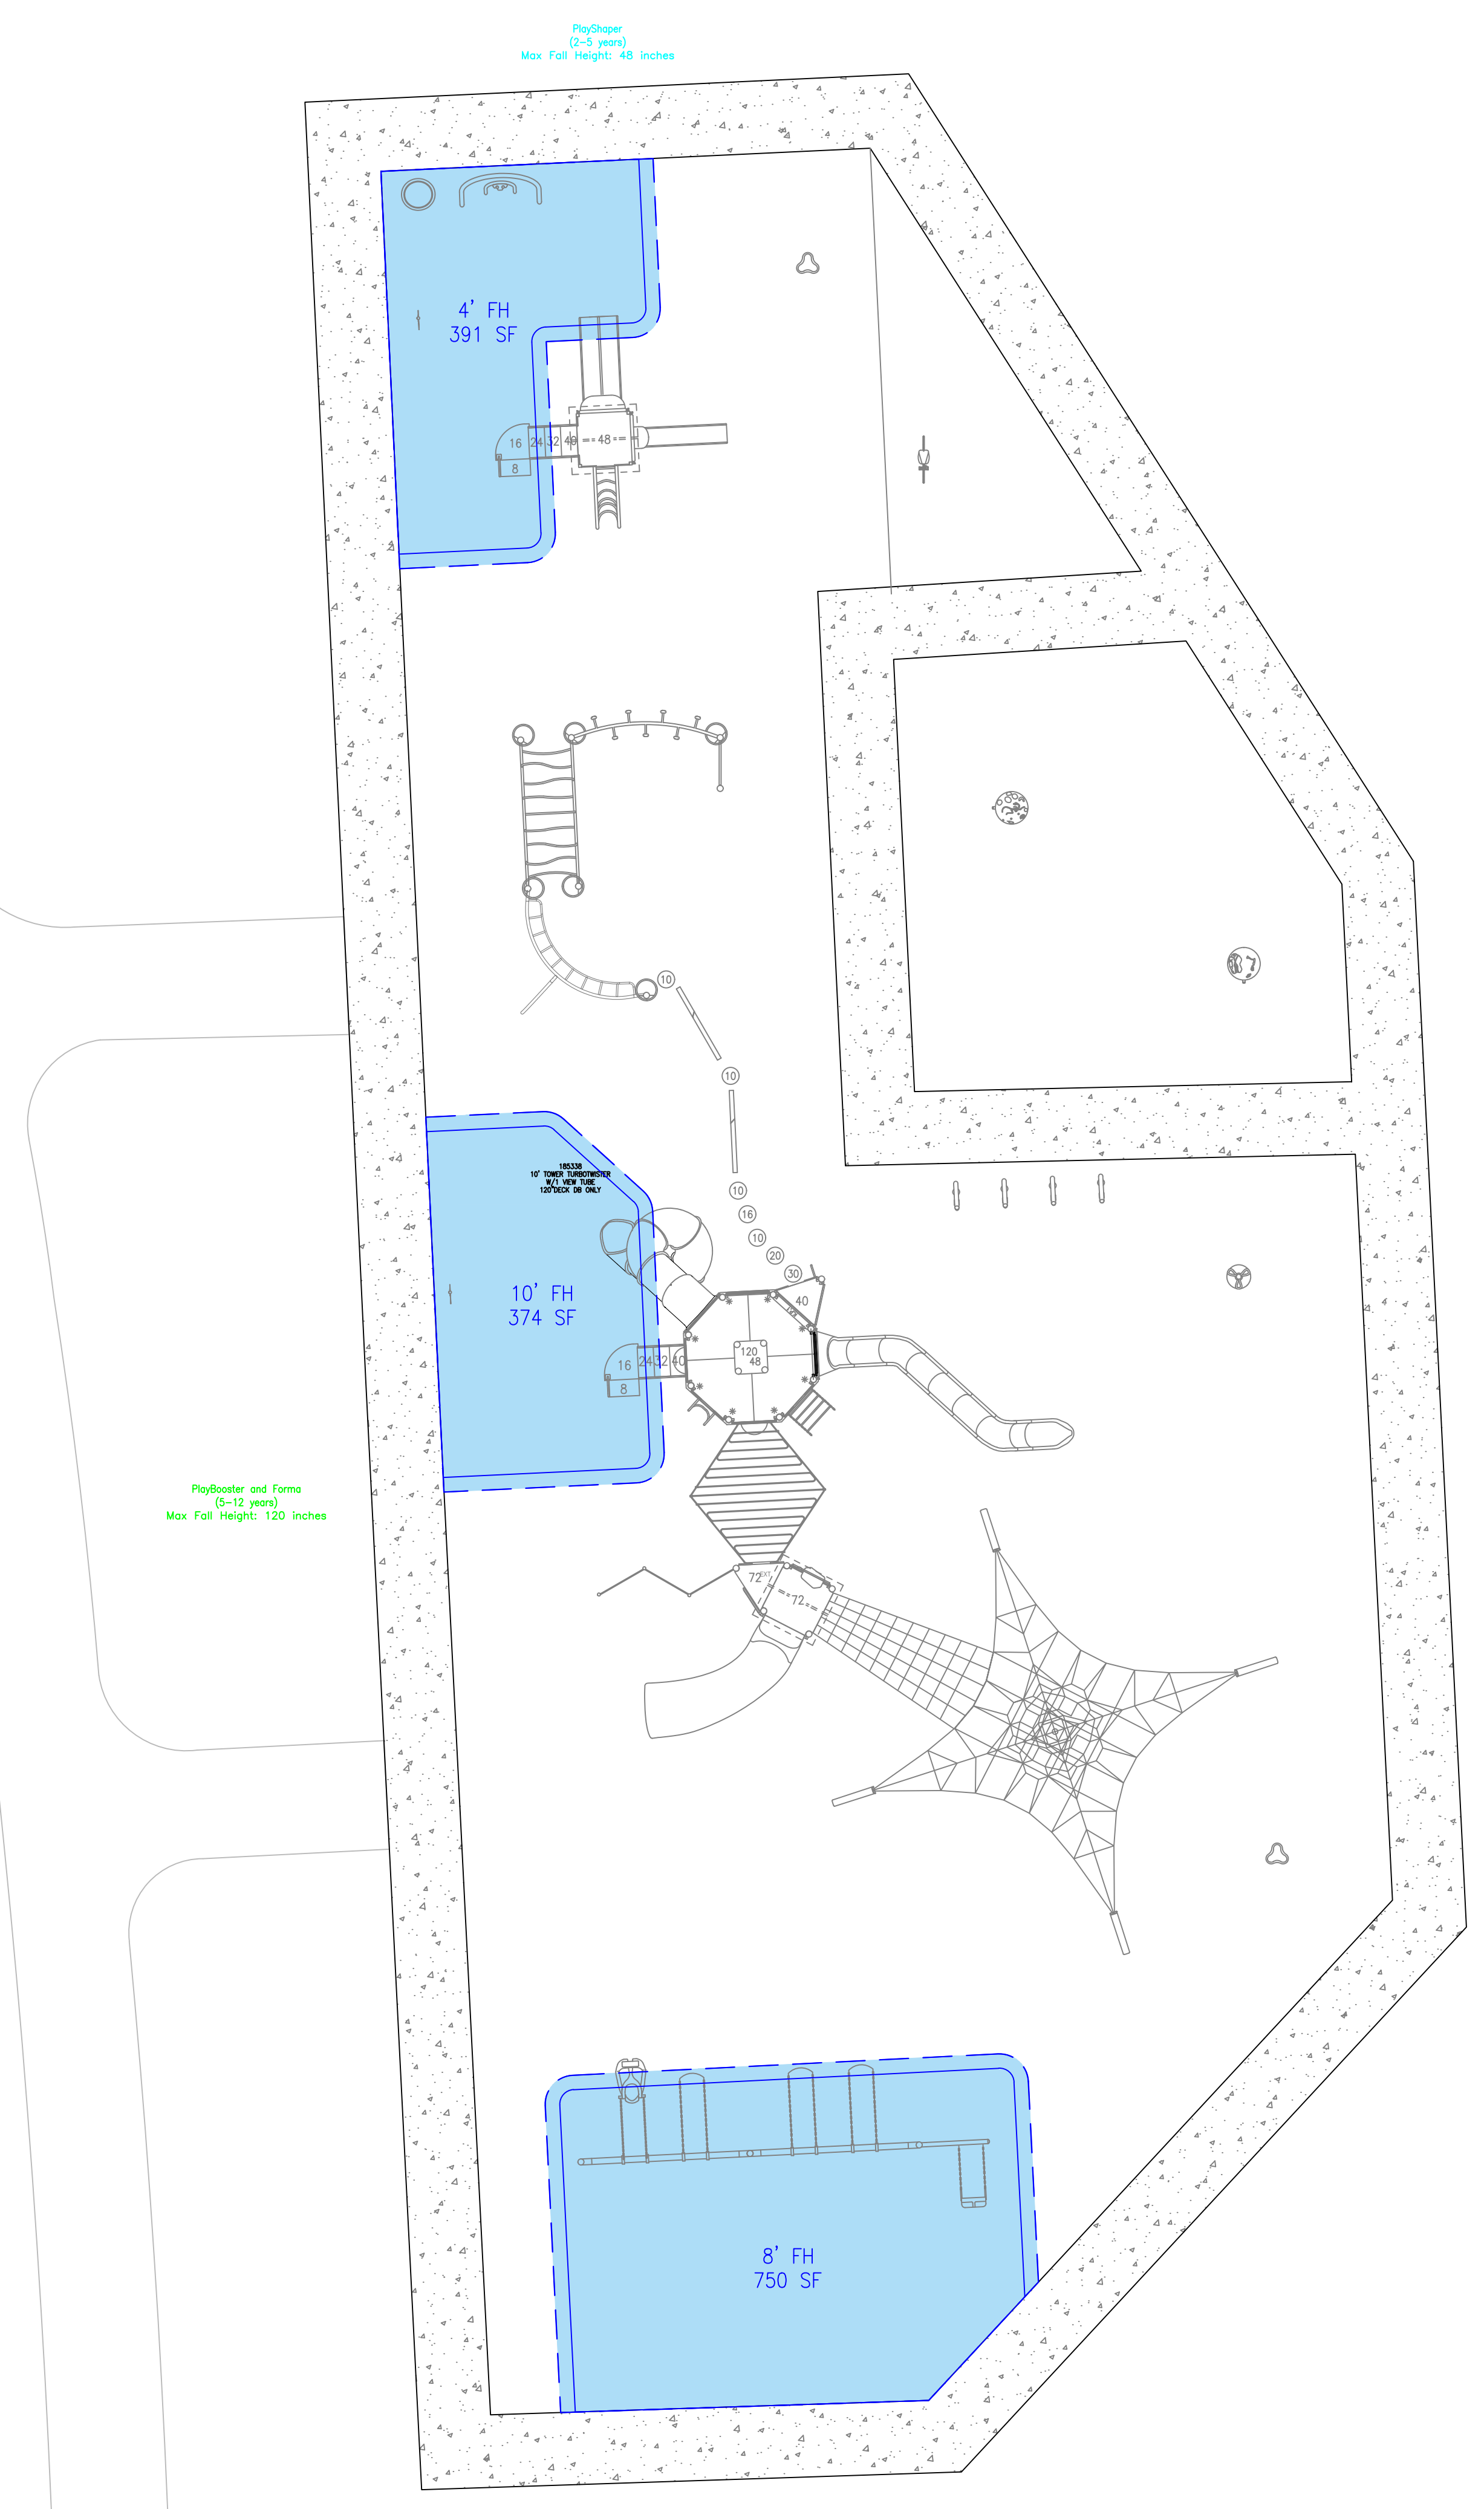 PlayShaper
(2-5 years)
Max Fall Height: 48 inches
4' FH
391 SF
16
24
32
40
48
8
10
10
185338
10' TOWER TURBOTWISTER
W/1 VIEW TUBE
120"DECK DB ONLY
10
16
10
20
30
40
10' FH
374 SF
120
48
16
24
32
40
8
PlayBooster and Forma
(5-12 years)
Max Fall Height: 120 inches
72
EXT
72
8' FH
750 SF